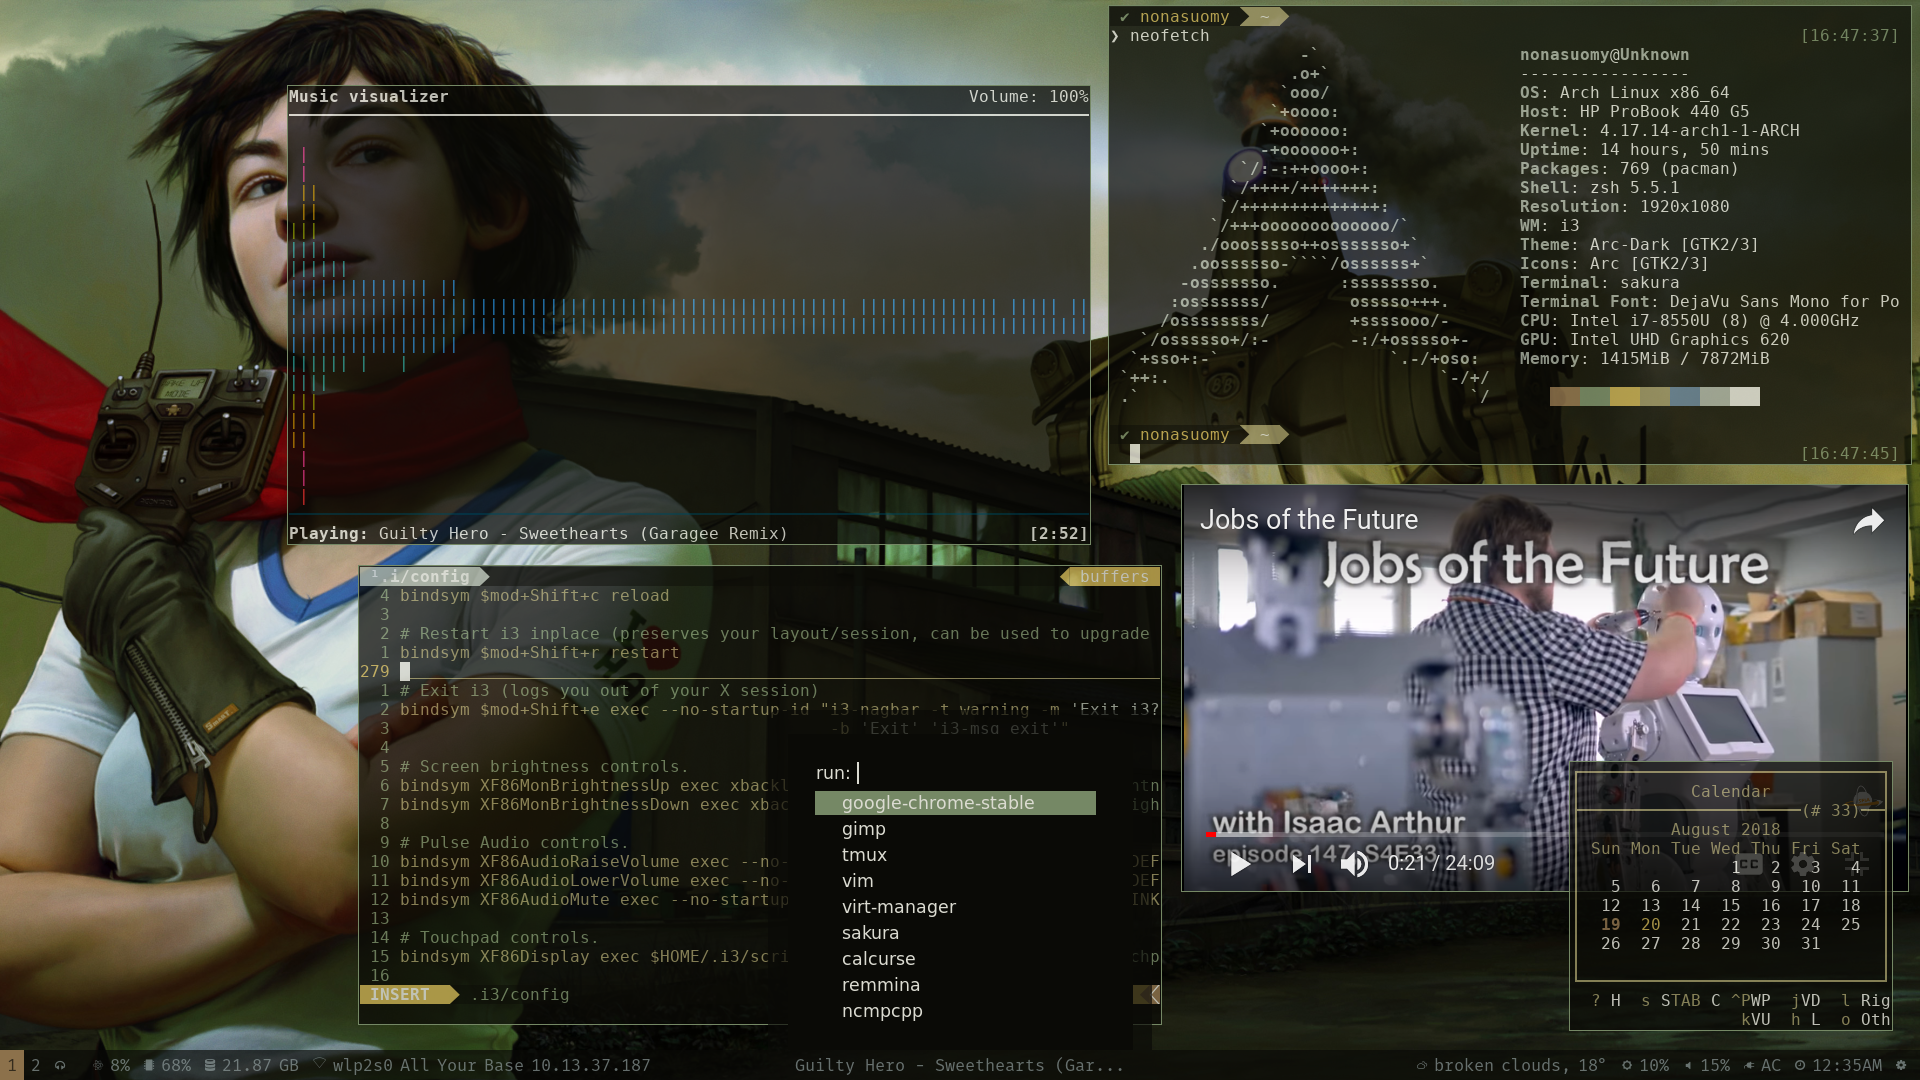 Music visualizer Volume: 100%
Playing: Guilty Hero - Sweethearts (Garagee Remix) [2:52]
✔ nonasuomy ~
❯ neofetch [16:47:37]
nonasuomy@Unknown
-----------------
OS: Arch Linux x86_64
Host: HP ProBook 440 G5
Kernel: 4.17.14-arch1-1-ARCH
Uptime: 14 hours, 50 mins
Packages: 769 (pacman)
Shell: zsh 5.5.1
Resolution: 1920x1080
WM: i3
Theme: Arc-Dark [GTK2/3]
Icons: Arc [GTK2/3]
Terminal: sakura
Terminal Font: DejaVu Sans Mono for Po
CPU: Intel i7-8550U (8) @ 4.000GHz
GPU: Intel UHD Graphics 620
Memory: 1415MiB / 7872MiB
✔ nonasuomy ~
[16:47:45]
¹.i/config buffers
4 bindsym $mod+Shift+c reload
3
2 # Restart i3 inplace (preserves your layout/session, can be used to upgrade
1 bindsym $mod+Shift+r restart
279
1 # Exit i3 (logs you out of your X session)
2 bindsym $mod+Shift+e exec --no-startup-id "i3-nagbar -t warning -m 'Exit i3?
3 -b 'Exit' 'i3-msg exit'"
4
5 # Screen brightness controls.
6 bindsym XF86MonBrightnessUp exec xbackl
7 bindsym XF86MonBrightnessDown exec xbac
8
9 # Pulse Audio controls.
10 bindsym XF86AudioRaiseVolume exec --no-
11 bindsym XF86AudioLowerVolume exec --no-
12 bindsym XF86AudioMute exec --no-startup
13
14 # Touchpad controls.
15 bindsym XF86Display exec $HOME/.i3/scri
16
INSERT .i3/config
run:
google-chrome-stable
gimp
tmux
vim
virt-manager
sakura
calcurse
remmina
ncmpcpp
Jobs of the Future
Jobs of the Future
with Isaac Arthur
episode 147, S4E33
0:21 / 24:09
Calendar
(# 33)
August 2018
Sun Mon Tue Wed Thu Fri Sat
1 2 3 4
5 6 7 8 9 10 11
12 13 14 15 16 17 18
19 20 21 22 23 24 25
26 27 28 29 30 31
? H s STAB C ^PWP jVD l Rig
kVU h L o Oth
1 2 8% 68% 21.87 GB wlp2s0 All Your Base 10.13.37.187 Guilty Hero - Sweethearts (Gar... broken clouds, 18° 10% 15% AC 12:35AM